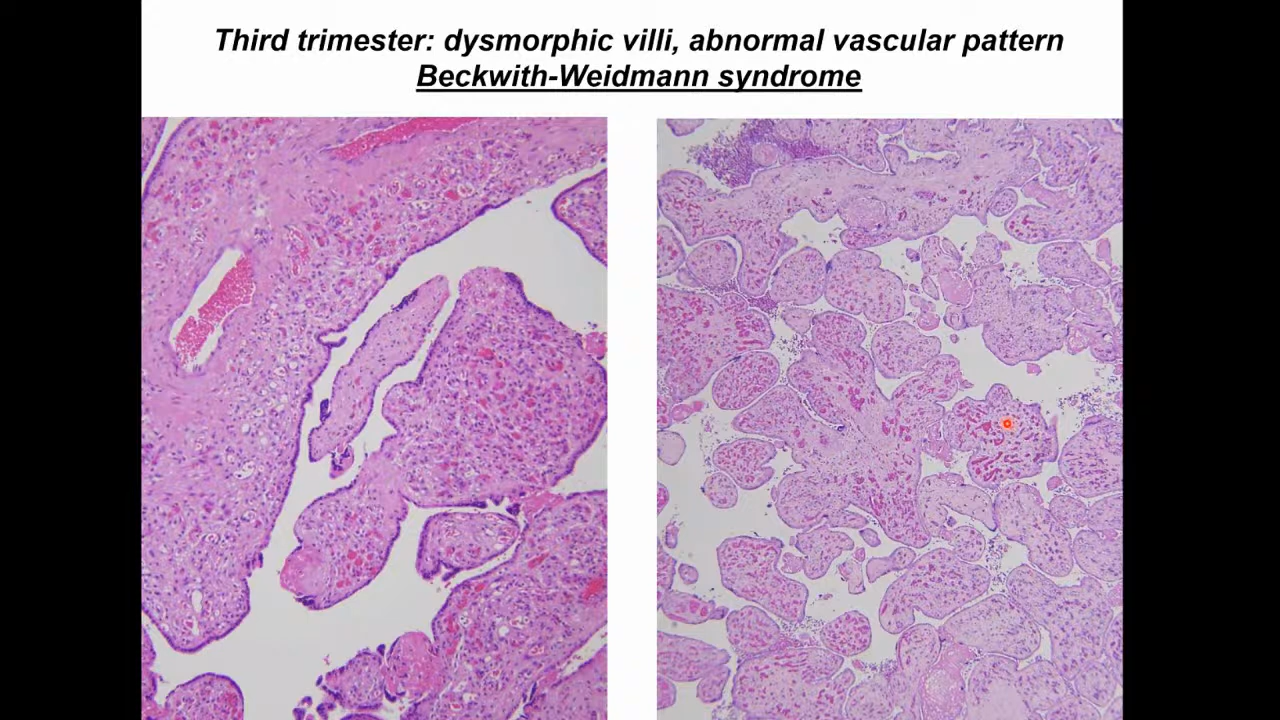 Third trimester: dysmorphic villi, abnormal vascular pattern
Beckwith-Weidmann syndrome